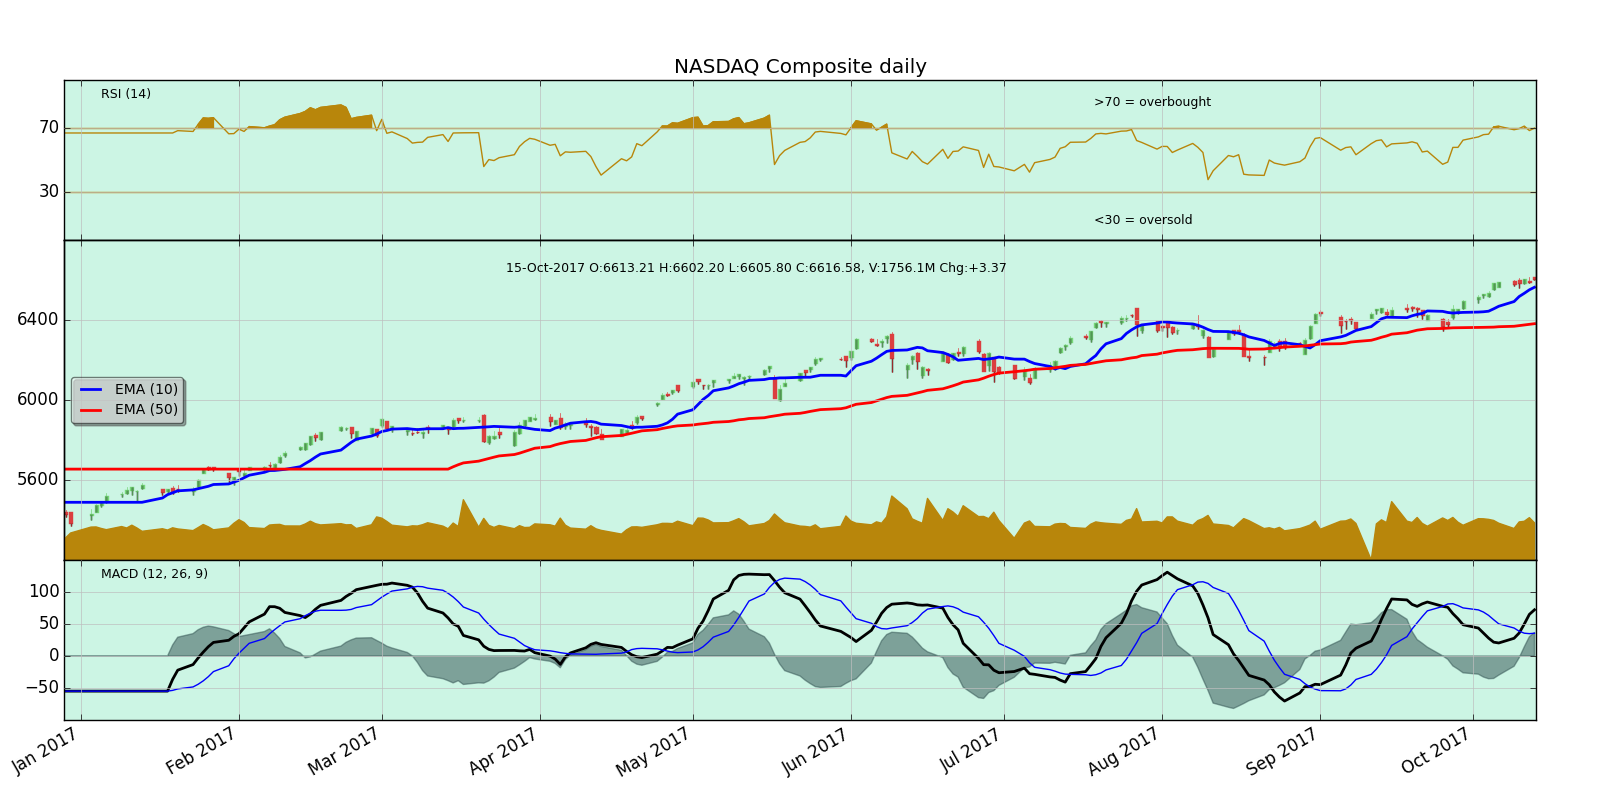 NASDAQ Composite daily
RSI (14)
>70 = overbought
70
30
<30 = oversold
15-Oct-2017 O:6613.21 H:6602.20 L:6605.80 C:6616.58, V:1756.1M Chg:+3.37
6400
EMA (10)
6000
EMA (50)
5600
MACD (12, 26, 9)
100
50
0
−50
Jan 2017 Feb 2017 Mar 2017 Apr 2017 May 2017 Jun 2017 Jul 2017 Aug 2017 Sep 2017 Oct 2017